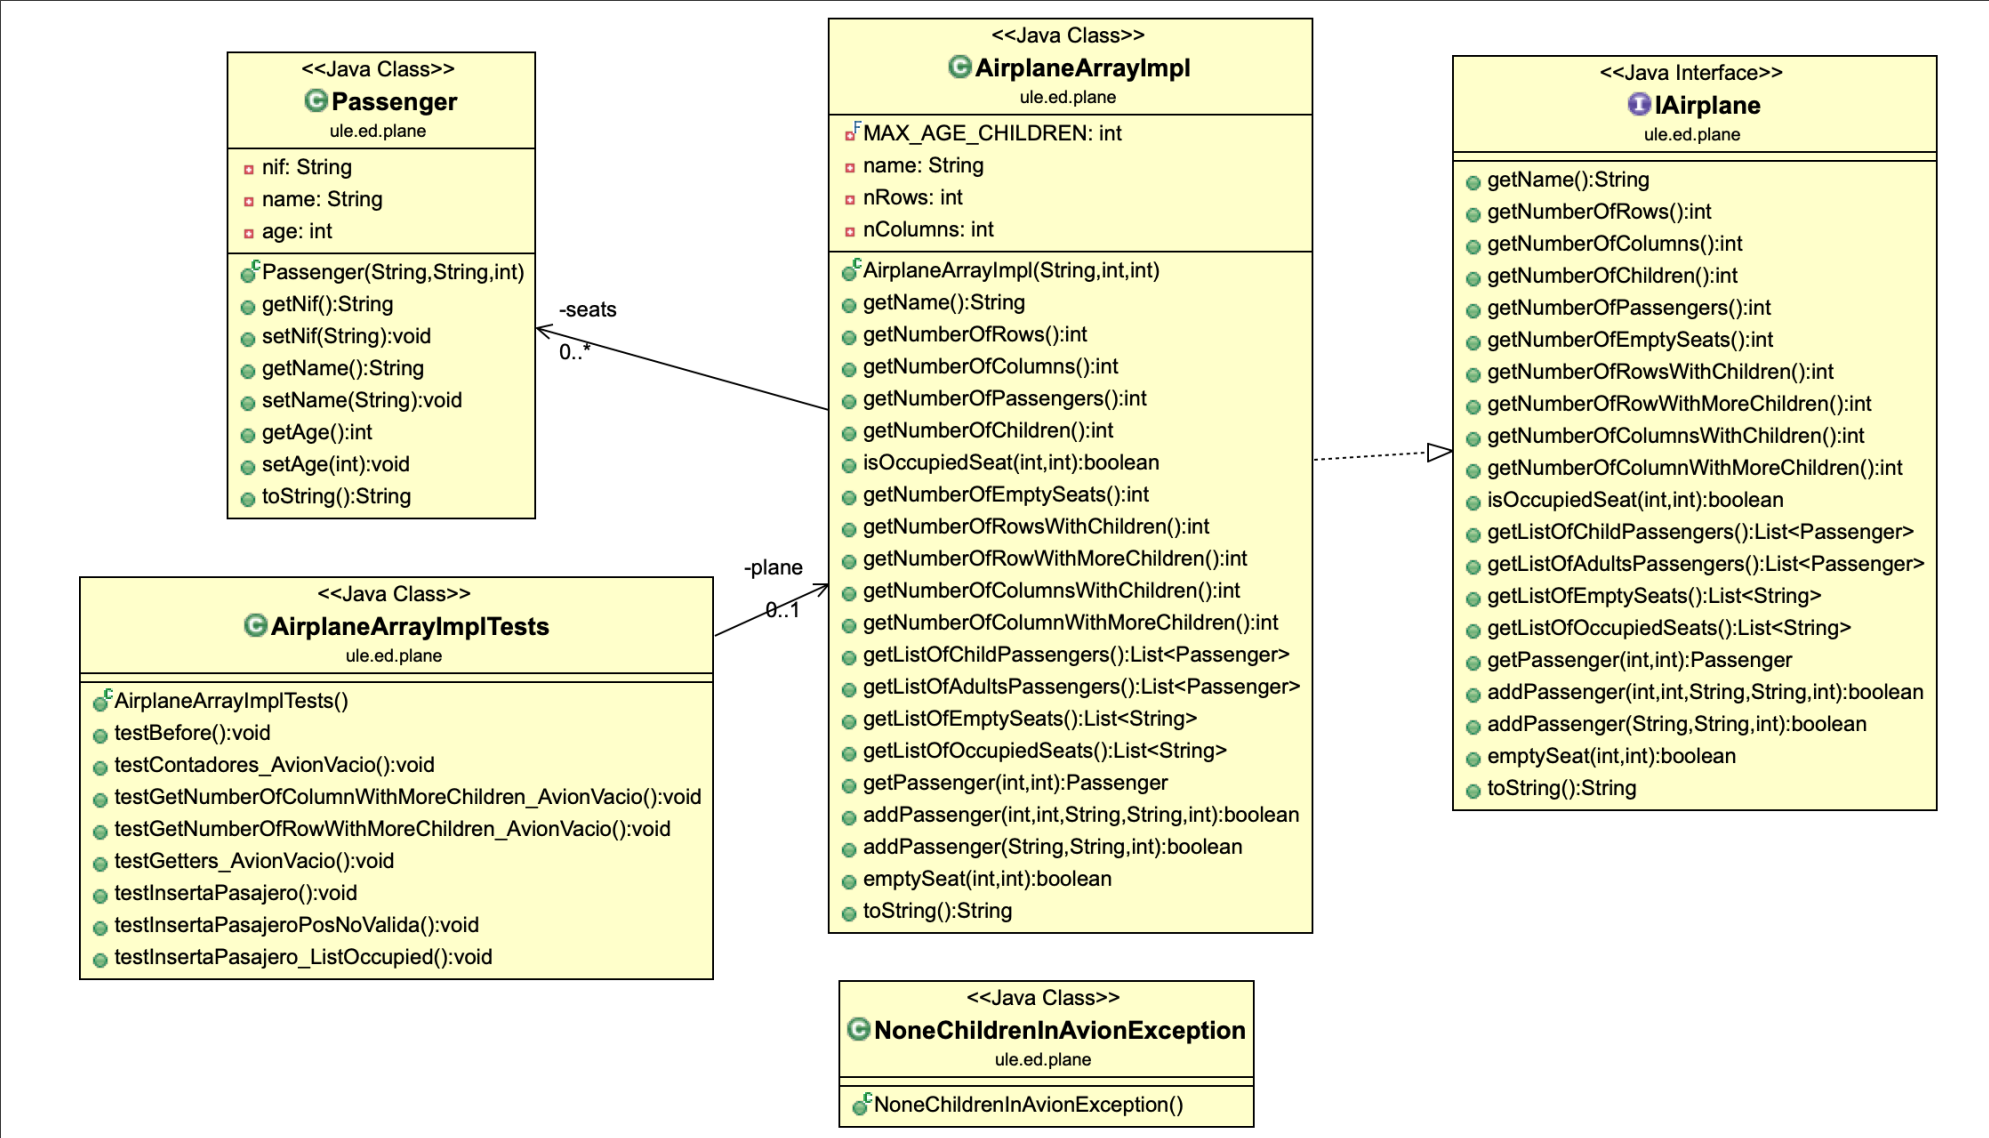 <<Java Class>>
Passenger
ule.ed.plane
nif: String
name: String
age: int
Passenger(String,String,int)
getNif():String
setNif(String):void
getName():String
setName(String):void
getAge():int
setAge(int):void
toString():String
-seats
0..*
<<Java Class>>
AirplaneArrayImplTests
ule.ed.plane
AirplaneArrayImplTests()
testBefore():void
testContadores_AvionVacio():void
testGetNumberOfColumnWithMoreChildren_AvionVacio():void
testGetNumberOfRowWithMoreChildren_AvionVacio():void
testGetters_AvionVacio():void
testInsertaPasajero():void
testInsertaPasajeroPosNoValida():void
testInsertaPasajero_ListOccupied():void
-plane
0..1
<<Java Class>>
AirplaneArrayImpl
ule.ed.plane
MAX_AGE_CHILDREN: int
name: String
nRows: int
nColumns: int
AirplaneArrayImpl(String,int,int)
getName():String
getNumberOfRows():int
getNumberOfColumns():int
getNumberOfPassengers():int
getNumberOfChildren():int
isOccupiedSeat(int,int):boolean
getNumberOfEmptySeats():int
getNumberOfRowsWithChildren():int
getNumberOfRowWithMoreChildren():int
getNumberOfColumnsWithChildren():int
getNumberOfColumnWithMoreChildren():int
getListOfChildPassengers():List<Passenger>
getListOfAdultsPassengers():List<Passenger>
getListOfEmptySeats():List<String>
getListOfOccupiedSeats():List<String>
getPassenger(int,int):Passenger
addPassenger(int,int,String,String,int):boolean
addPassenger(String,String,int):boolean
emptySeat(int,int):boolean
toString():String
<<Java Class>>
NoneChildrenInAvionException
ule.ed.plane
NoneChildrenInAvionException()
<<Java Interface>>
IAirplane
ule.ed.plane
getName():String
getNumberOfRows():int
getNumberOfColumns():int
getNumberOfChildren():int
getNumberOfPassengers():int
getNumberOfEmptySeats():int
getNumberOfRowsWithChildren():int
getNumberOfRowWithMoreChildren():int
getNumberOfColumnsWithChildren():int
getNumberOfColumnWithMoreChildren():int
isOccupiedSeat(int,int):boolean
getListOfChildPassengers():List<Passenger>
getListOfAdultsPassengers():List<Passenger>
getListOfEmptySeats():List<String>
getListOfOccupiedSeats():List<String>
getPassenger(int,int):Passenger
addPassenger(int,int,String,String,int):boolean
addPassenger(String,String,int):boolean
emptySeat(int,int):boolean
toString():String